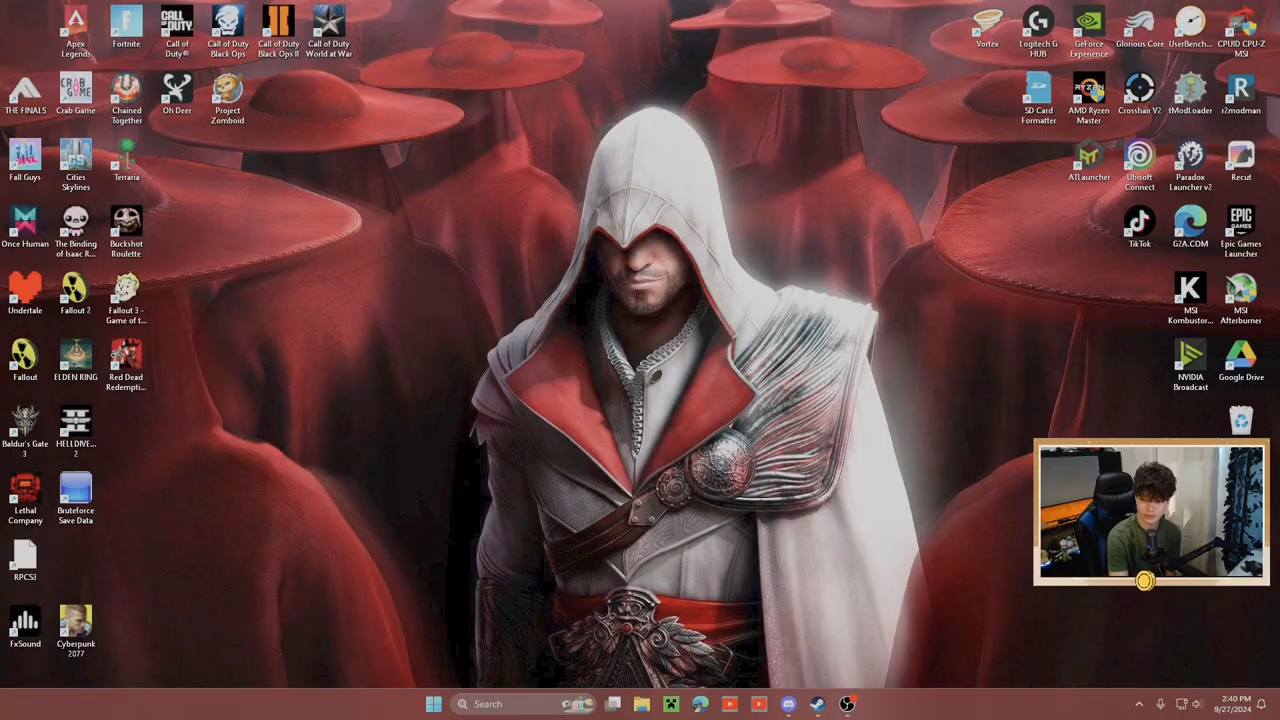 Apex
Legends
Fortnite
Call of
Duty®
Call of Duty
Black Ops
Call of Duty
Black Ops II
Call of Duty
World at War
THE FINALS
Crab Game
Chained
Together
Oh Deer
Project
Zomboid
Fall Guys
Cities
Skylines
Terraria
Once Human
The Binding
of Isaac R...
Buckshot
Roulette
Undertale
Fallout 2
Fallout 3 -
Game of t...
Fallout
ELDEN RING
Red Dead
Redempti...
Baldur's Gate
3
HELLDIVE...
2
Lethal
Company
Bruteforce
Save Data
RPCS3
FxSound
Cyberpunk
2077
Vortex
Logitech G
HUB
GeForce
Experience
Glorious Core
UserBench...
CPUID CPU-Z
MSI
SD Card
Formatter
AMD Ryzen
Master
Crosshair V2
tModLoader
r2modman
ATLauncher
Ubisoft
Connect
Paradox
Launcher v2
Recut
TikTok
G2A.COM
Epic Games
Launcher
MSI
Kombustor...
MSI
Afterburner
NVIDIA
Broadcast
Google Drive
Search
2:40 PM
9/27/2024